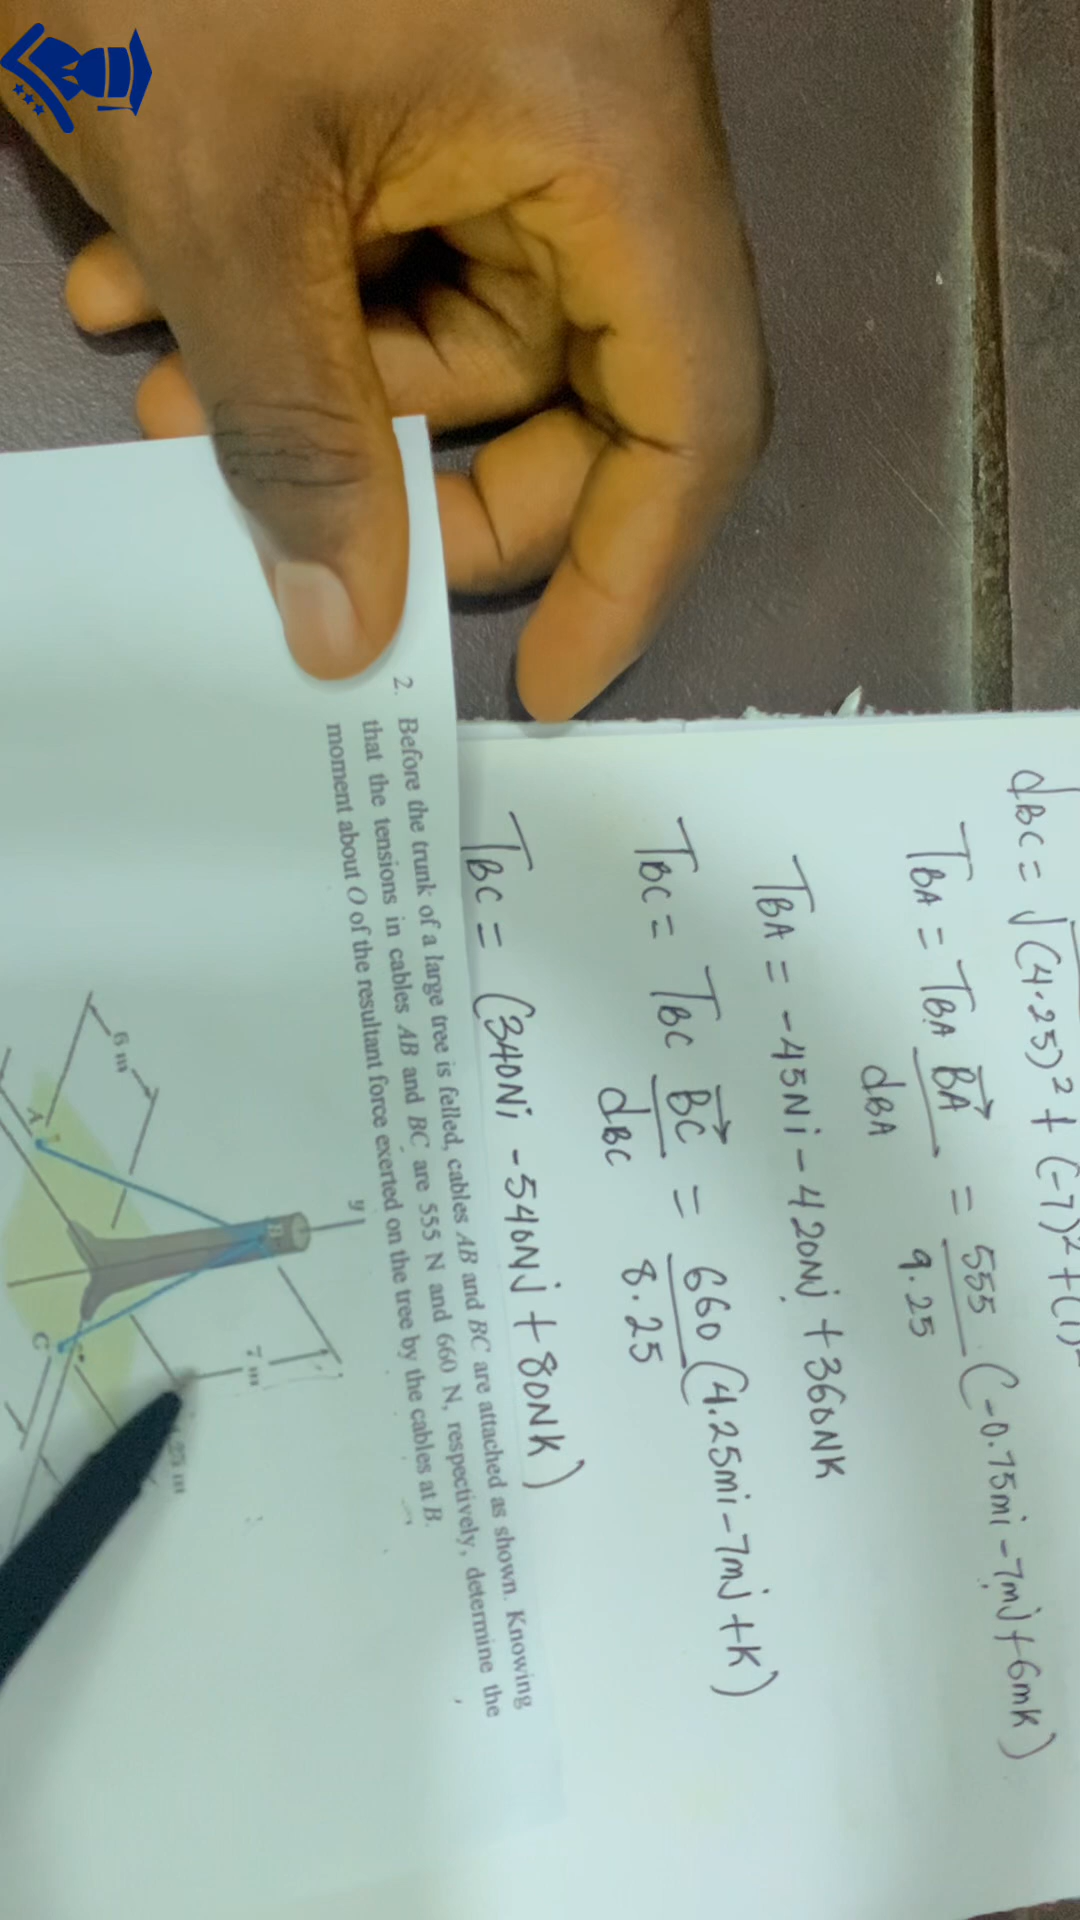 dBC = √(4.25)² + (-7)² + (1)²
TBA = TBA BA/dBA = 555/9.25 (-0.75mi - 7mj + 6mk)
TBA = -45Ni - 420Nj + 360NK
TBC = TBC BC/dBC = 660/8.25 (4.25mi - 7mj + K)
TBC = (340Ni - 540Nj + 80NK)
2. Before the trunk of a large tree is felled, cables AB and BC are attached as shown. Knowing
that the tensions in cables AB and BC are 555 N and 660 N, respectively, determine the
moment about O of the resultant force exerted on the tree by the cables at B.
y
B
7 m
6 m
A
C